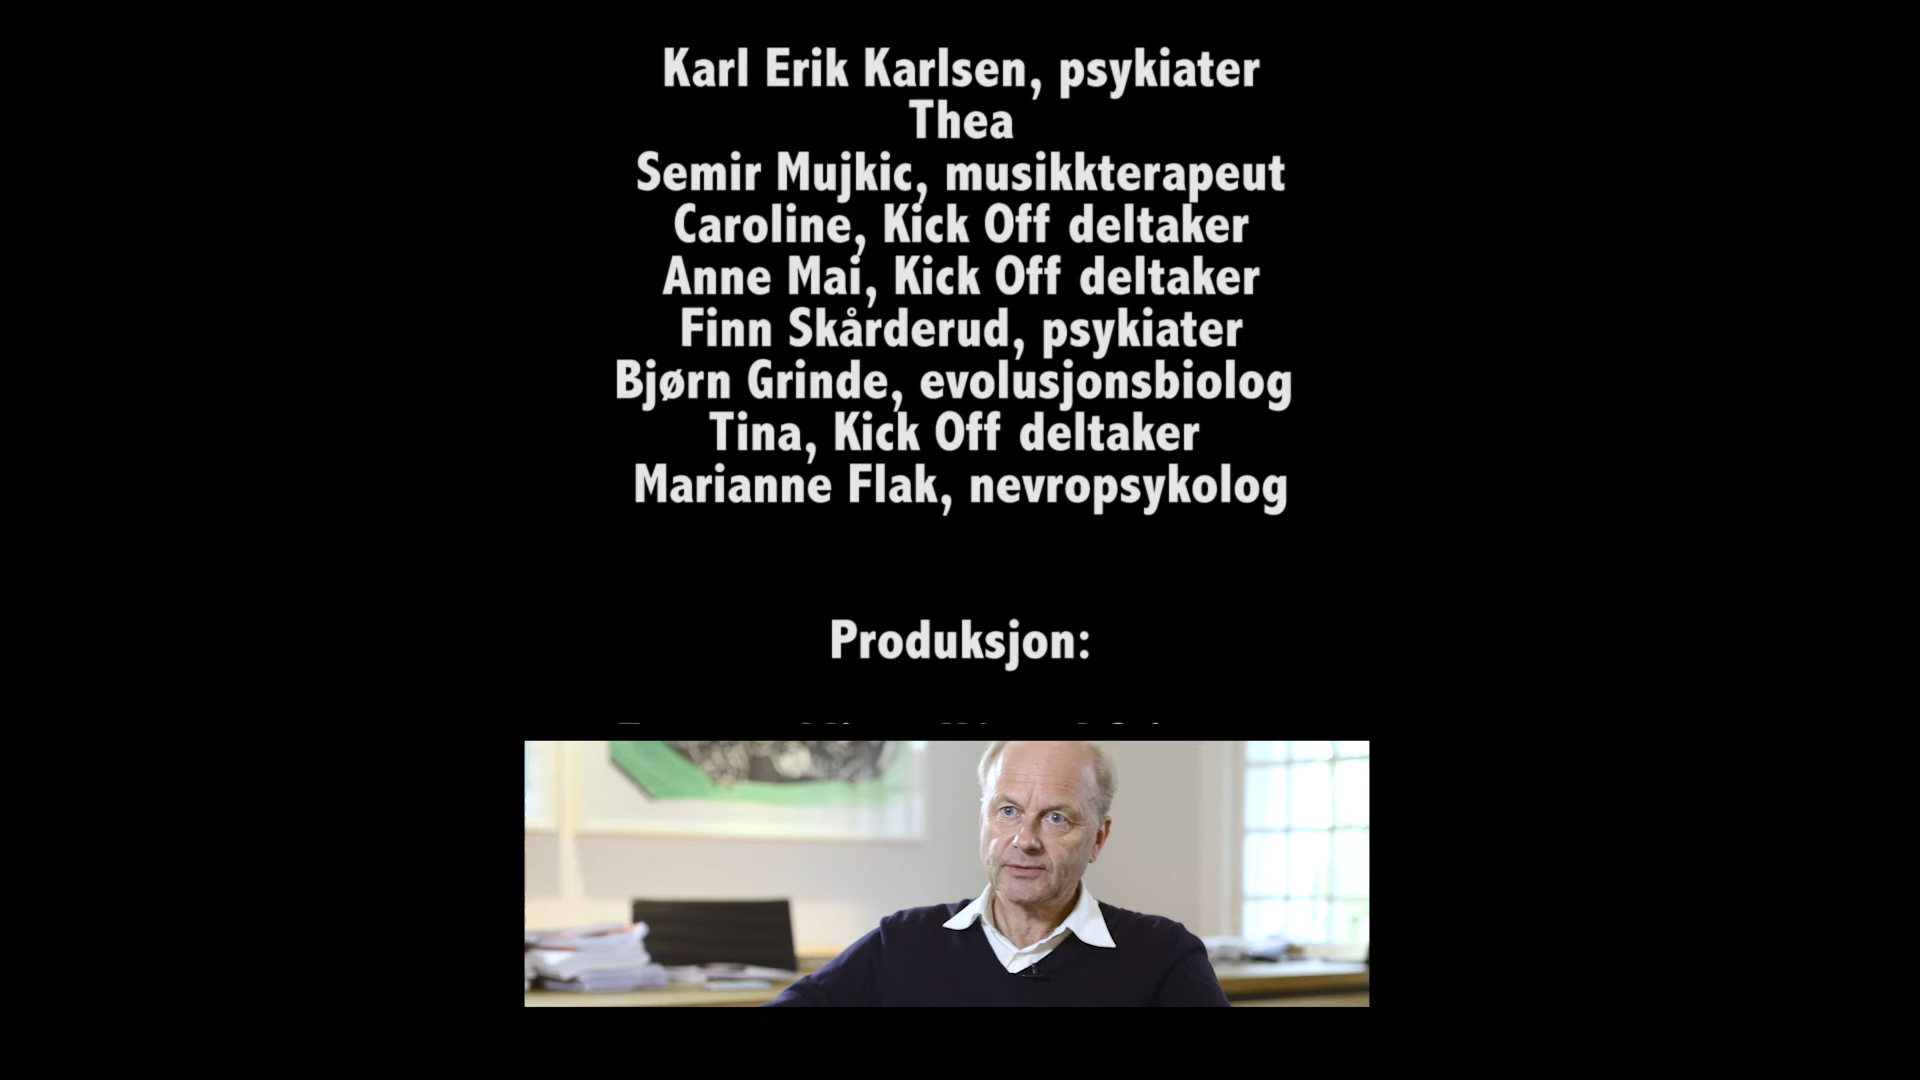 Karl Erik Karlsen, psykiater
Thea
Semir Mujkic, musikkterapeut
Caroline, Kick Off deltaker
Anne Mai, Kick Off deltaker
Finn Skårderud, psykiater
Bjørn Grinde, evolusjonsbiolog
Tina, Kick Off deltaker
Marianne Flak, nevropsykolog
Produksjon: